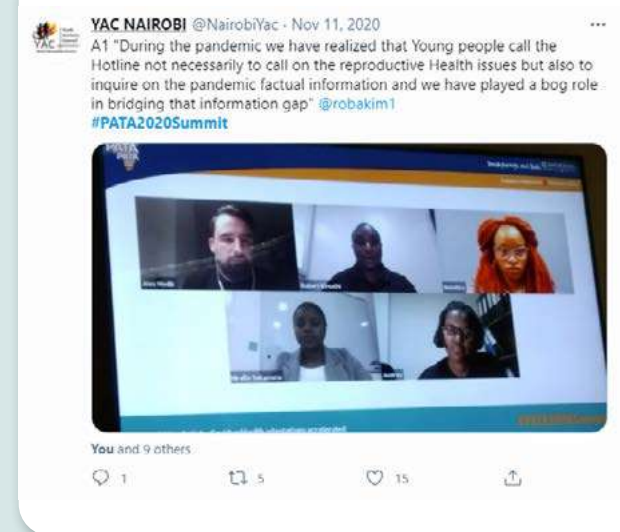 YAC NAIROBI @NairobiYac · Nov 11, 2020
A1 "During the pandemic we have realized that Young people call the
Hotline not necessarily to call on the reproductive Health issues but also to
inquire on the pandemic factual information and we have played a bog role
in bridging that information gap" @robakim1
#PATA2020Summit
PATA
You and 9 others
1 5 15